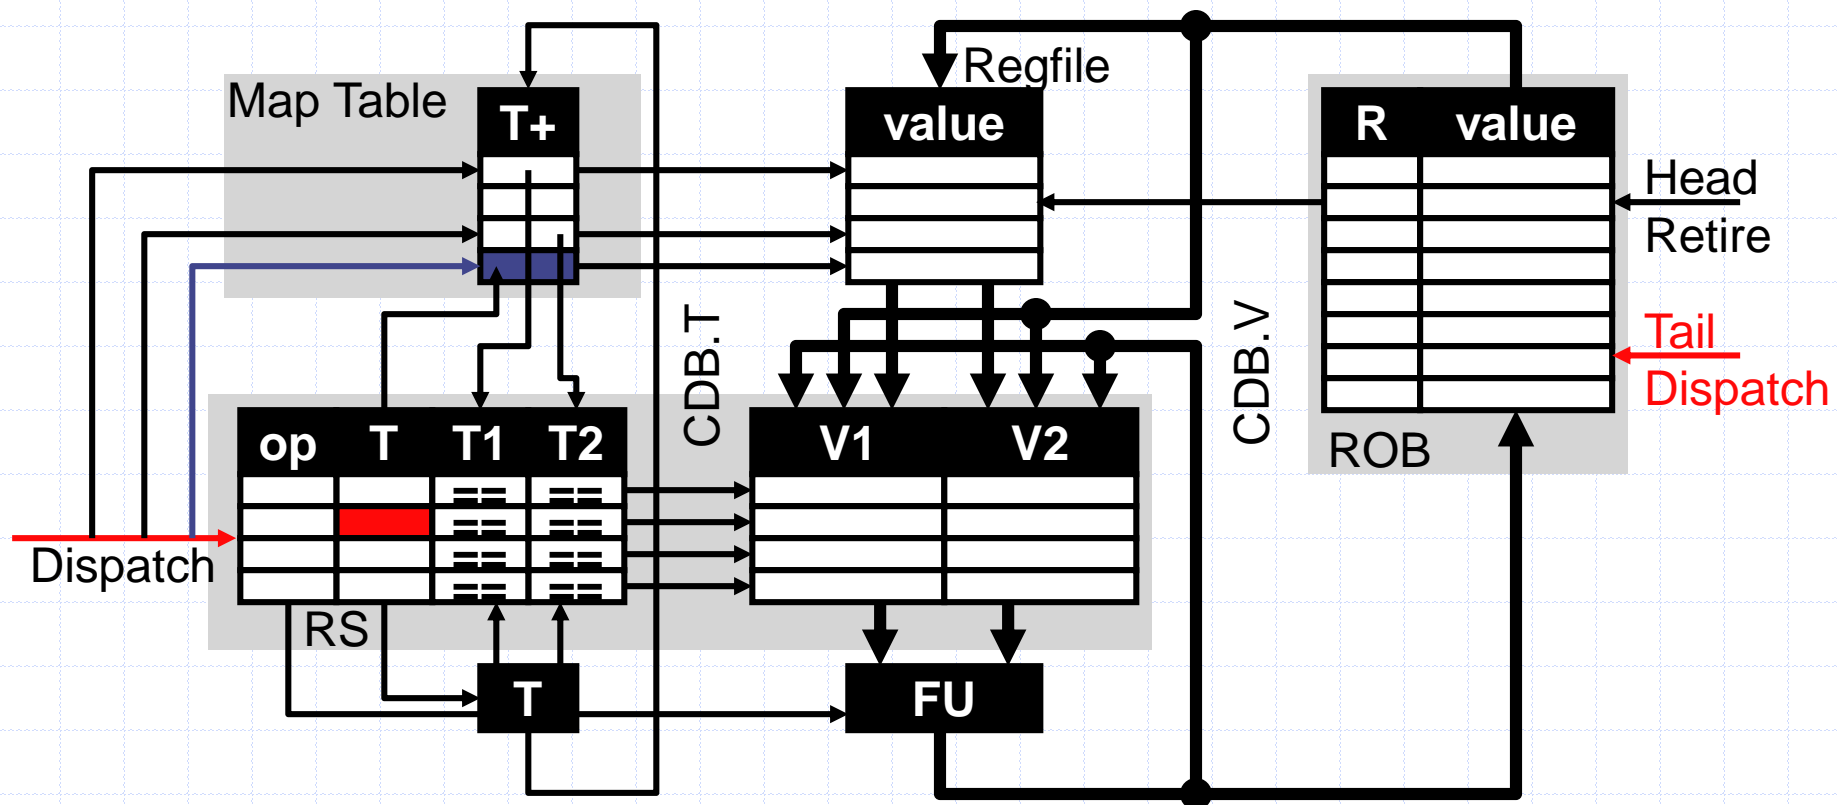 Regfile
Map Table
T+
value
R value
Head
Retire
CDB.T
CDB.V
Tail
Dispatch
op T T1 T2
V1 V2
ROB
== ==
== ==
== ==
== ==
Dispatch
RS
T
FU